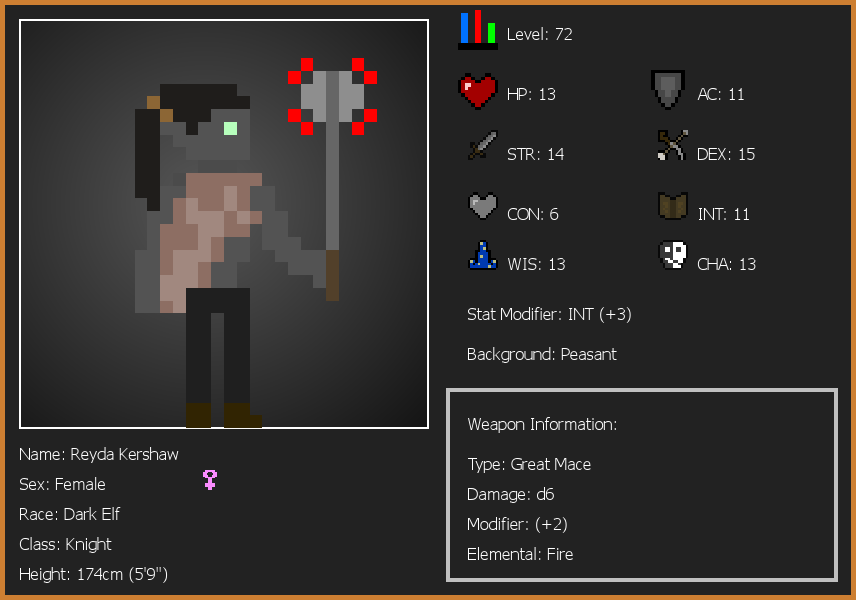 Level: 72
HP: 13
AC: 11
STR: 14
DEX: 15
CON: 6
INT: 11
WIS: 13
CHA: 13
Stat Modifier: INT (+3)
Background: Peasant
Weapon Information:
Type: Great Mace
Damage: d6
Modifier: (+2)
Elemental: Fire
Name: Reyda Kershaw
Sex: Female
Race: Dark Elf
Class: Knight
Height: 174cm (5'9")